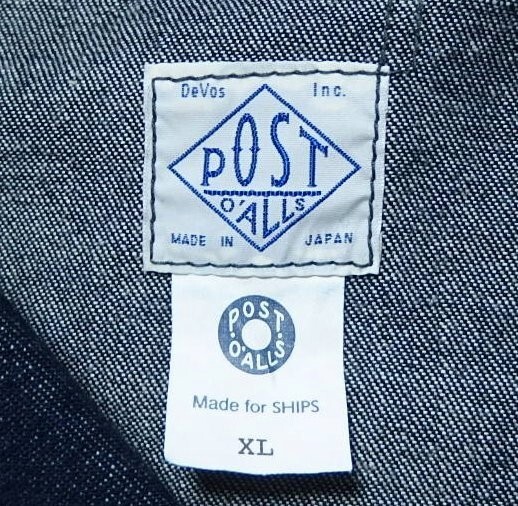 DeVos Inc.
POST
O'ALLS
MADE IN JAPAN
POST
O'ALLS
Made for SHIPS
XL